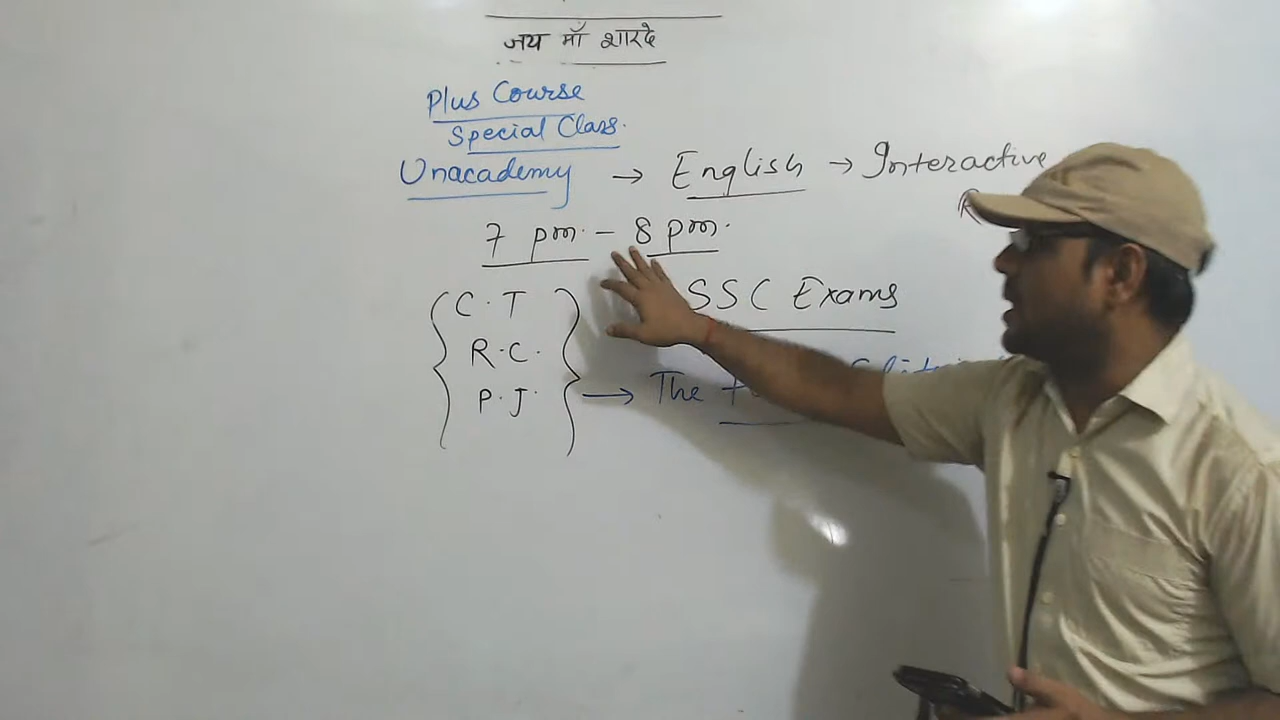 जय माँ शारदे
Plus Course
Special Class.
Unacademy → English → Interactive
7 pm. - 8 pm.
C. T SSC Exams
R.C.
P.J. → The